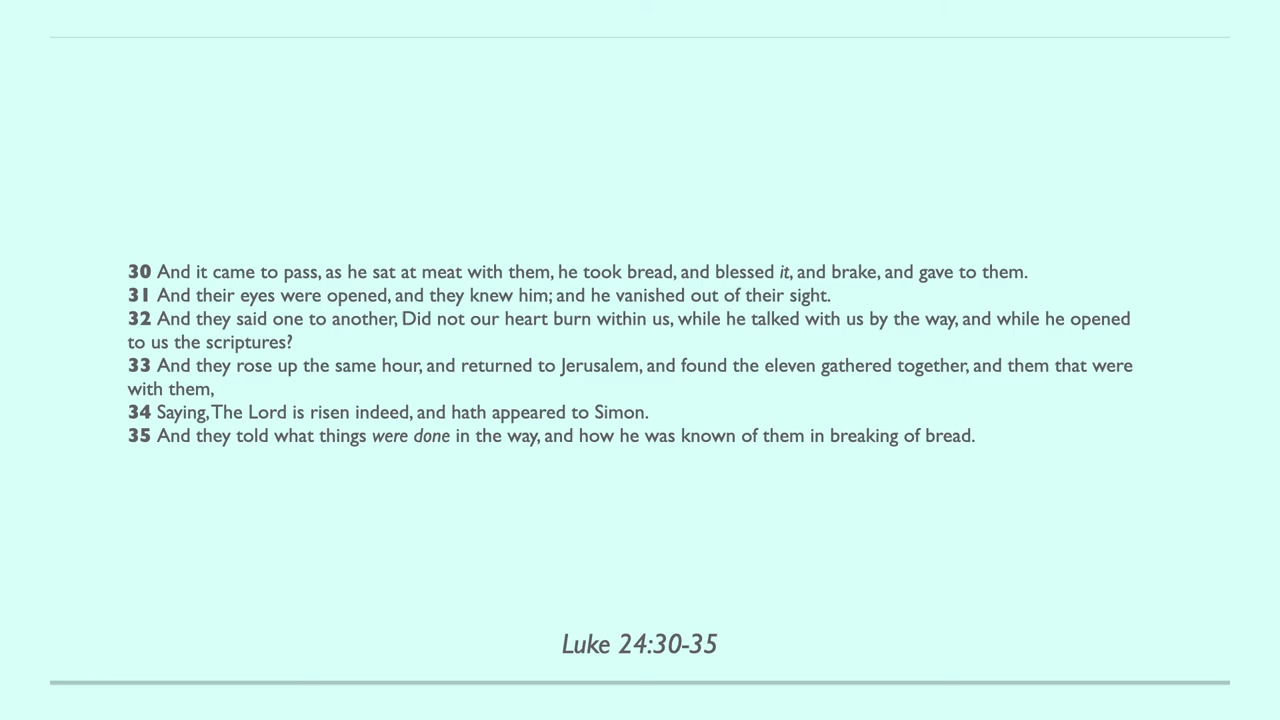 30 And it came to pass, as he sat at meat with them, he took bread, and blessed it, and brake, and gave to them.
31 And their eyes were opened, and they knew him; and he vanished out of their sight.
32 And they said one to another, Did not our heart burn within us, while he talked with us by the way, and while he opened
to us the scriptures?
33 And they rose up the same hour, and returned to Jerusalem, and found the eleven gathered together, and them that were
with them,
34 Saying, The Lord is risen indeed, and hath appeared to Simon.
35 And they told what things were done in the way, and how he was known of them in breaking of bread.
Luke 24:30-35